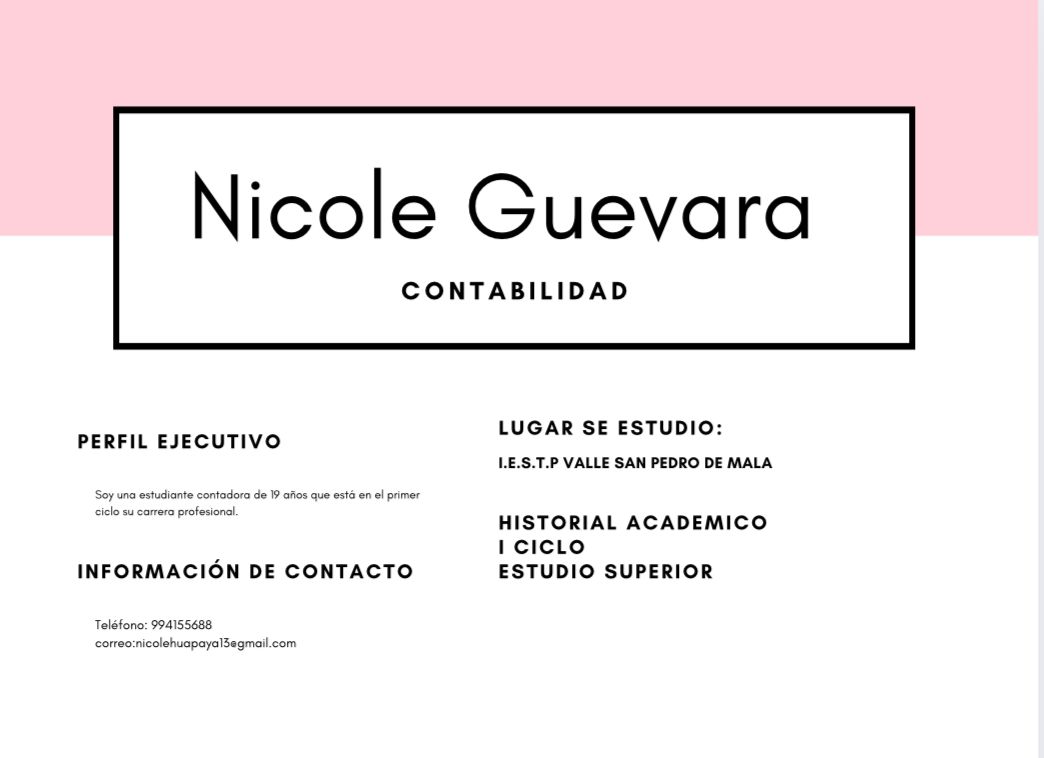 Nicole Guevara
CONTABILIDAD
PERFIL EJECUTIVO
Soy una estudiante contadora de 19 años que está en el primer
ciclo su carrera profesional.
INFORMACIÓN DE CONTACTO
Teléfono: 994155688
correo:nicolehuapaya13@gmail.com
LUGAR SE ESTUDIO:
I.E.S.T.P VALLE SAN PEDRO DE MALA
HISTORIAL ACADEMICO
I CICLO
ESTUDIO SUPERIOR